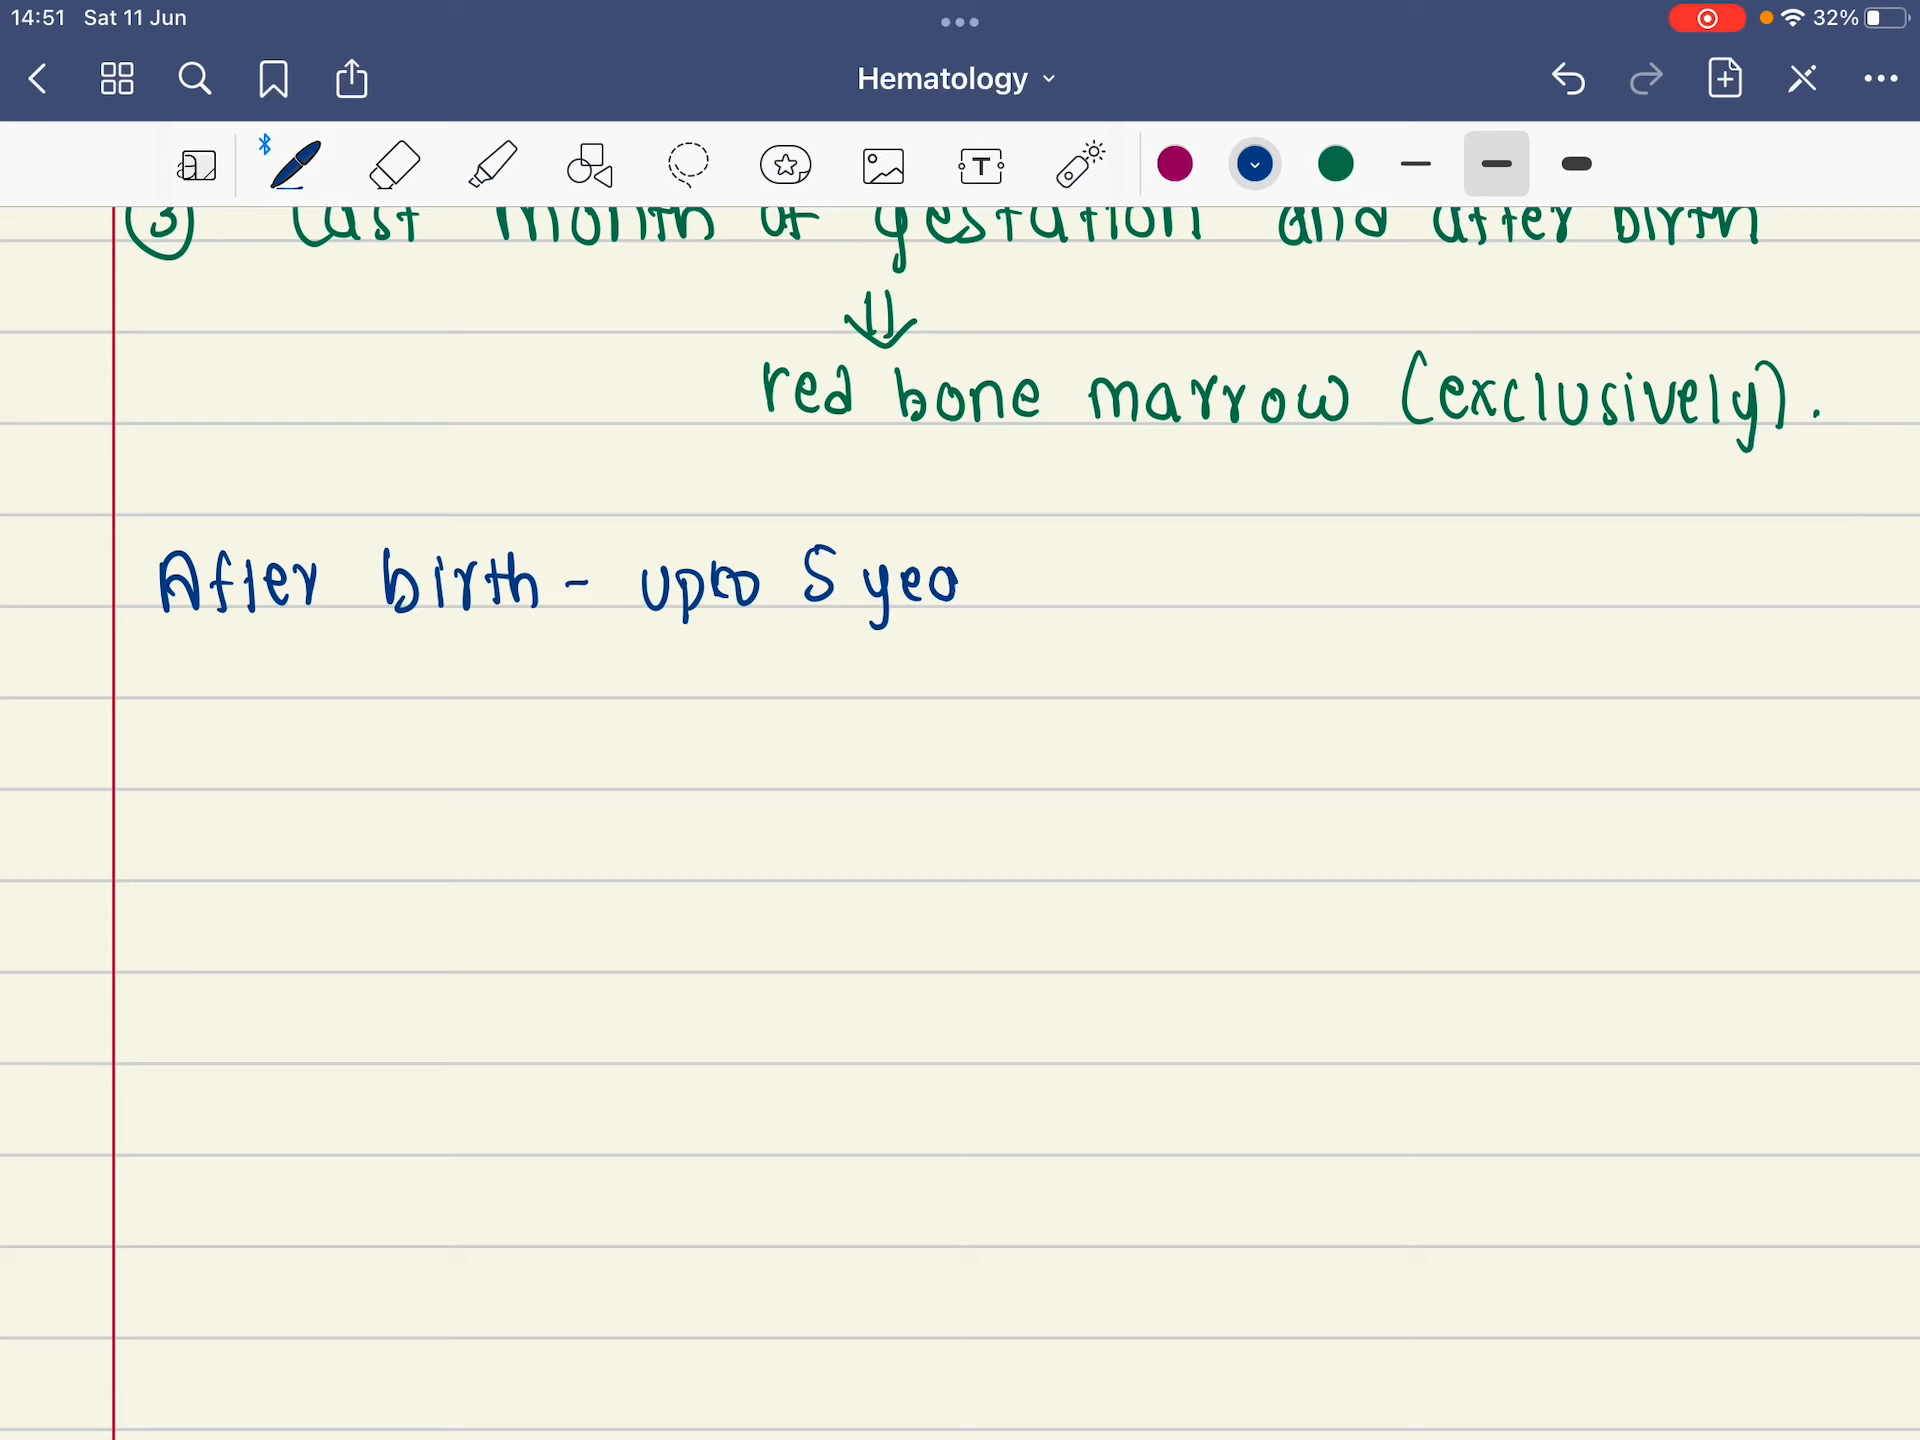 14:51 Sat 11 Jun
32%
Hematology
T
③ Last month of gestation and after birth
red bone marrow (exclusively).
After birth - upto 5 yea